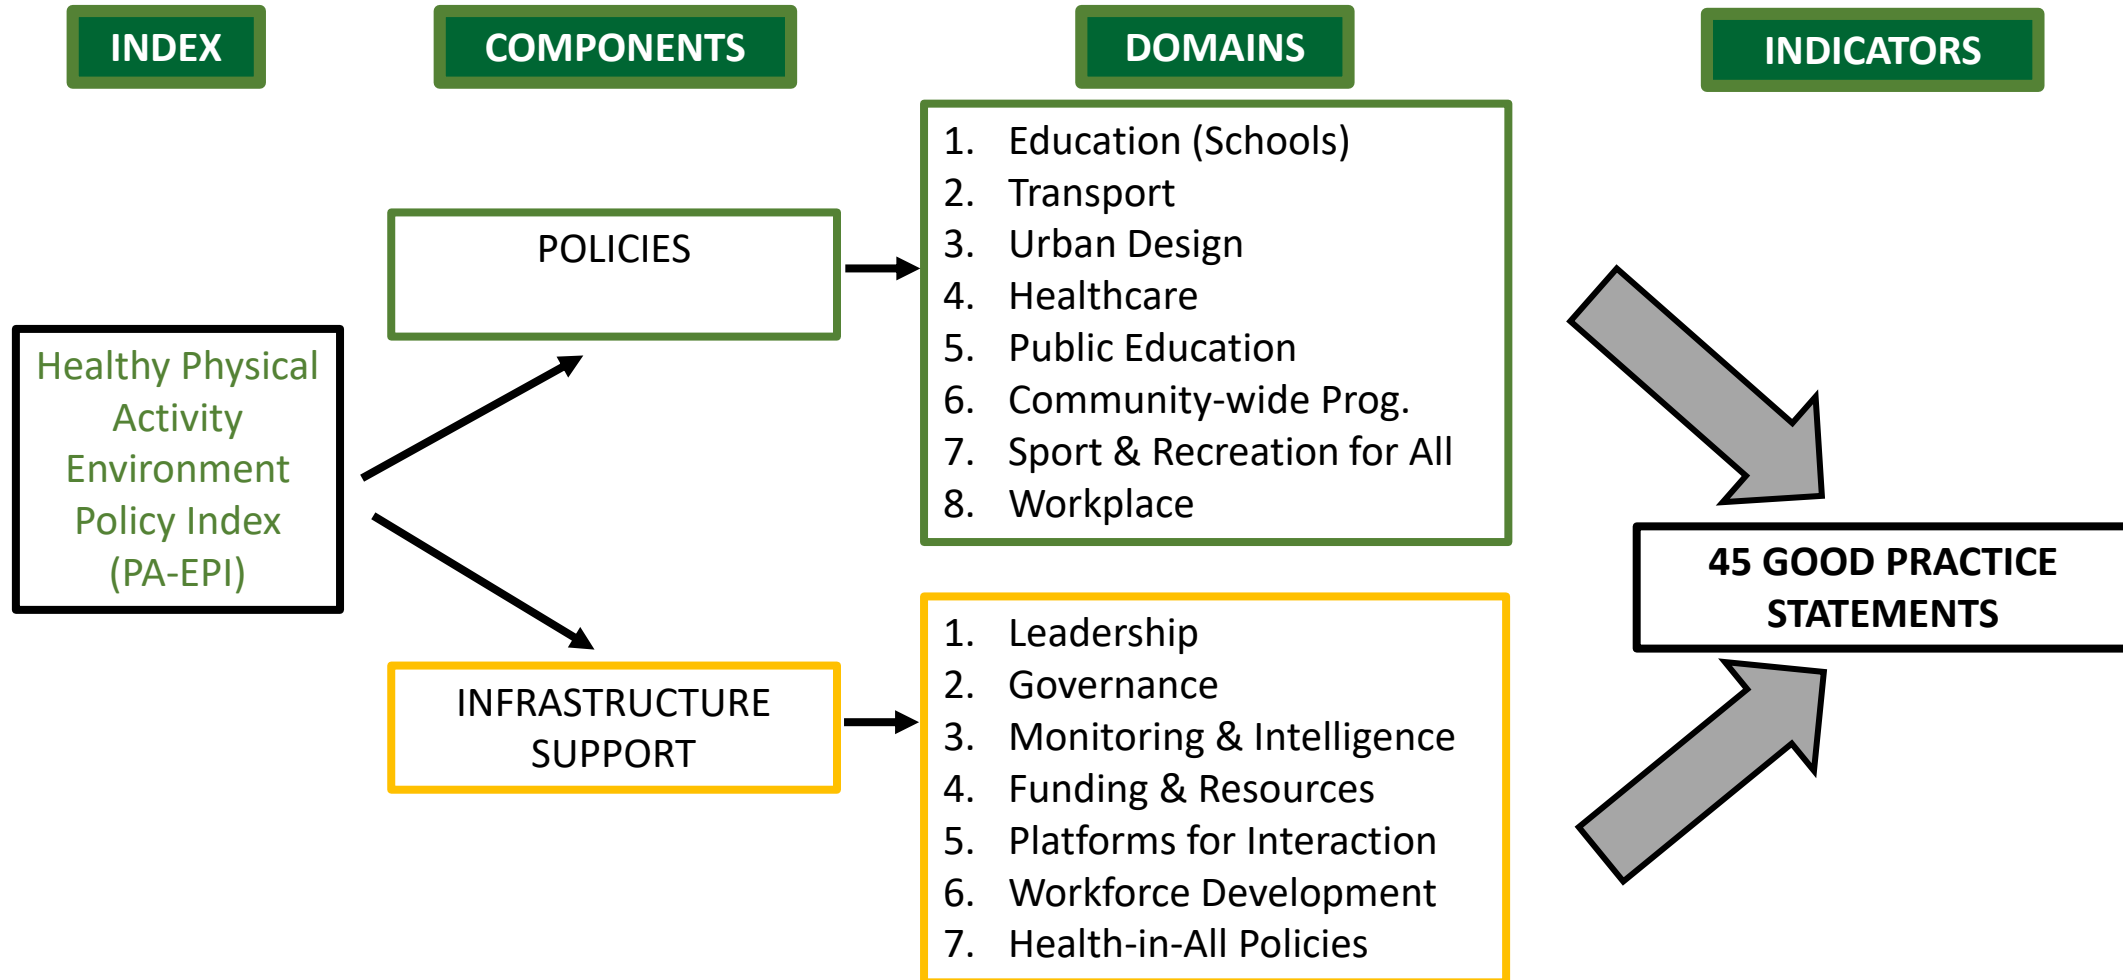 INDEX
COMPONENTS
DOMAINS
INDICATORS
Healthy Physical
Activity
Environment
Policy Index
(PA-EPI)
POLICIES
INFRASTRUCTURE
SUPPORT
1. Education (Schools)
2. Transport
3. Urban Design
4. Healthcare
5. Public Education
6. Community-wide Prog.
7. Sport & Recreation for All
8. Workplace
1. Leadership
2. Governance
3. Monitoring & Intelligence
4. Funding & Resources
5. Platforms for Interaction
6. Workforce Development
7. Health-in-All Policies
45 GOOD PRACTICE
STATEMENTS